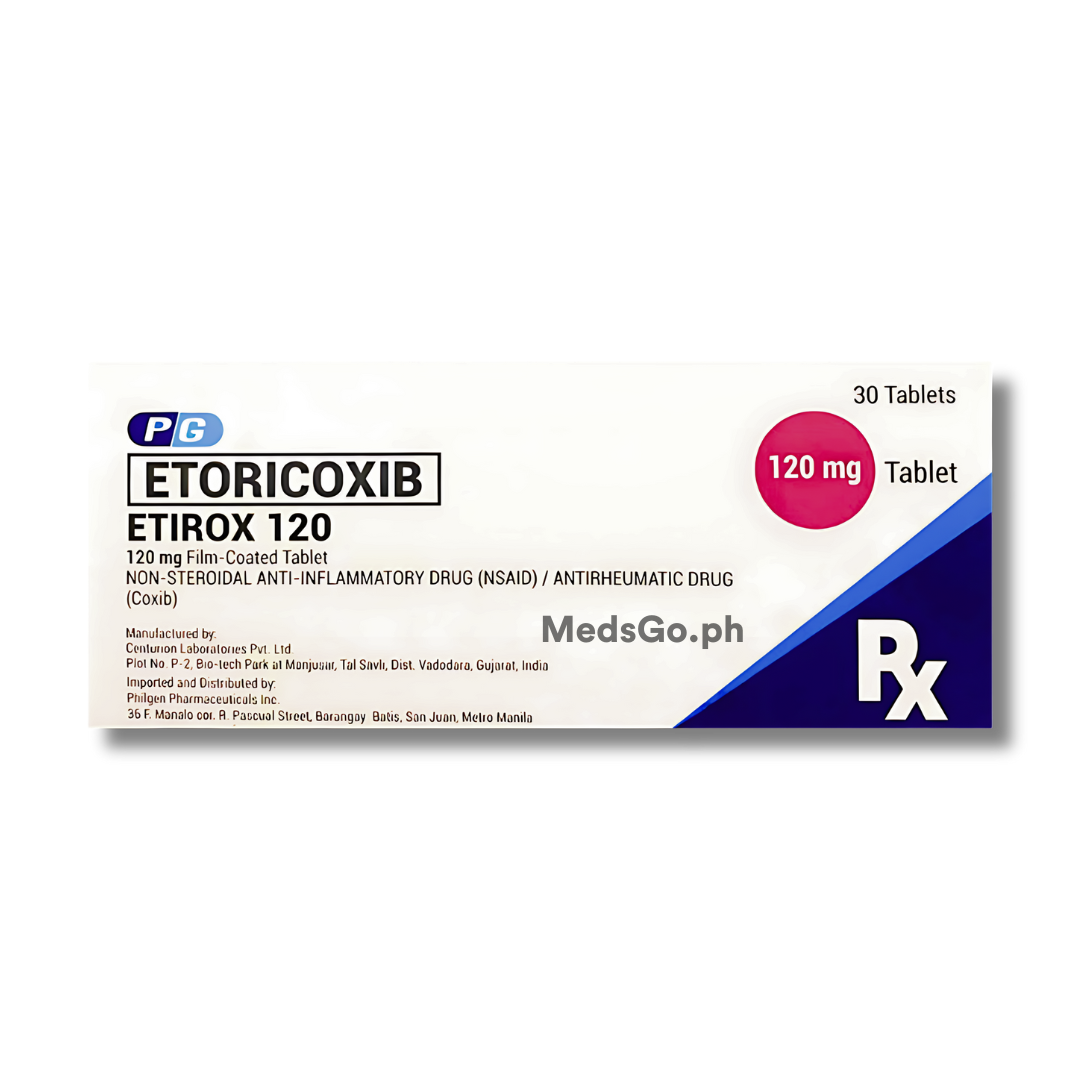 30 Tablets
PG
ETORICOXIB
120 mg Tablet
ETIROX 120
120 mg Film-Coated Tablet
NON-STEROIDAL ANTI-INFLAMMATORY DRUG (NSAID) / ANTIRHEUMATIC DRUG
(Coxib)
MedsGo.ph
Manufactured by:
Centurion Laboratories Pvt. Ltd.
Plot No. P-2, Bio-tech Park at Manjusar, Tal Savli, Dist. Vadodara, Gujarat, India
Imported and Distributed by:
Philgen Pharmaceuticals Inc.
36 F. Manalo cor. R. Pascual Street, Barangay Batis, San Juan, Metro Manila
Rx